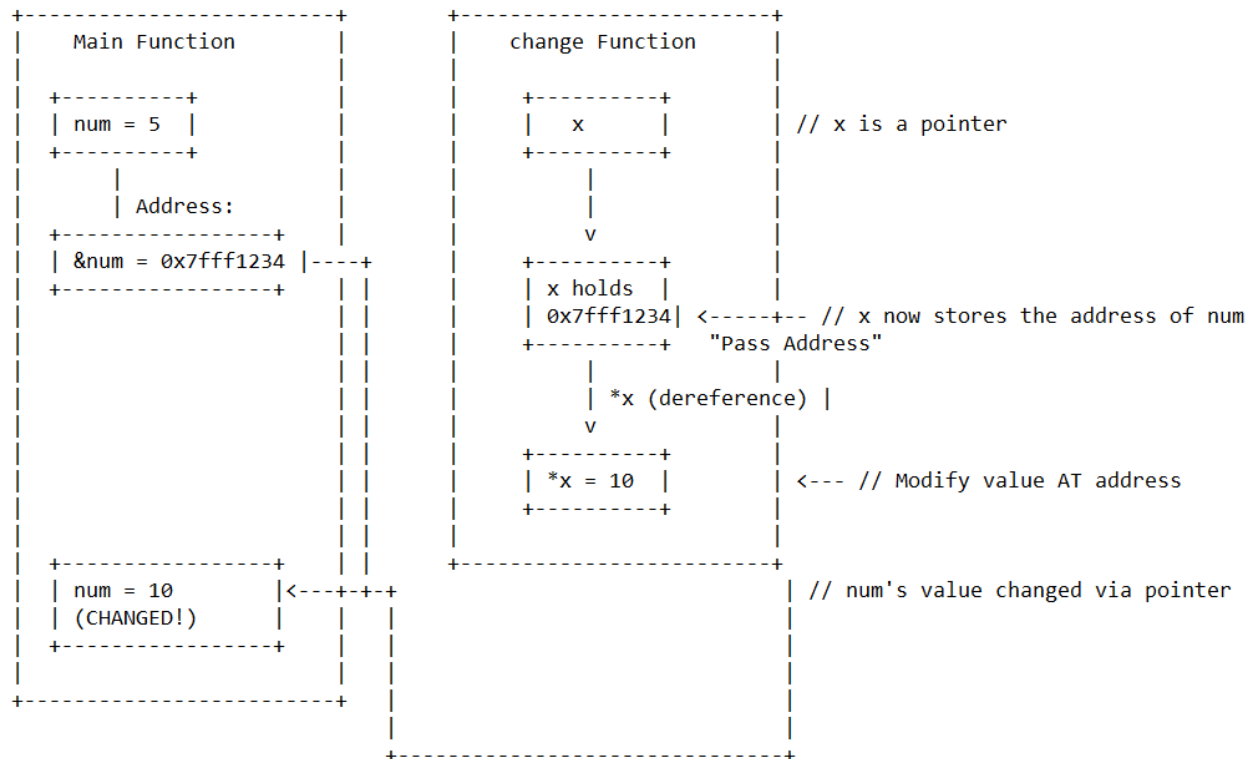 Main Function
change Function
num = 5
x
// x is a pointer
Address:
&num = 0x7fff1234
x holds
0x7fff1234
<-----+-- // x now stores the address of num
"Pass Address"
*x (dereference)
v
v
*x = 10
<--- // Modify value AT address
num = 10
(CHANGED!)
// num's value changed via pointer